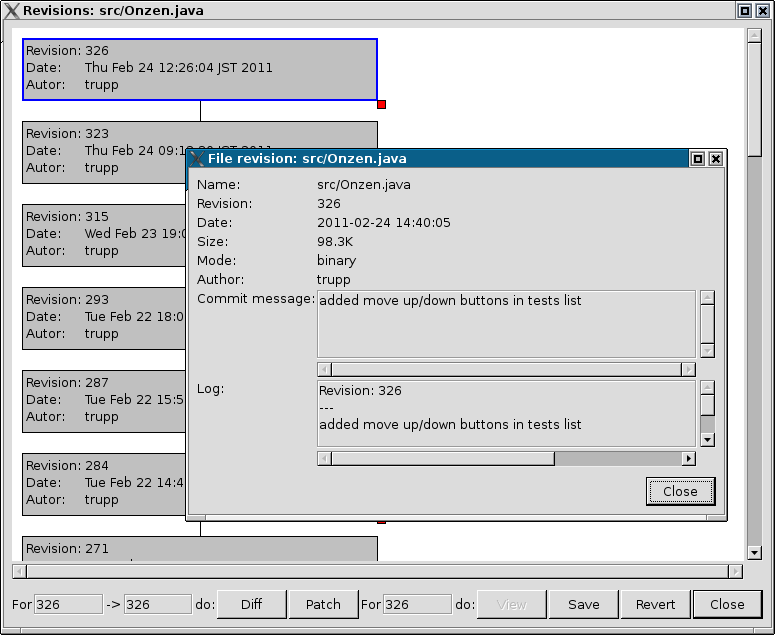 Revisions: src/Onzen.java
Revision: 326
Date: Thu Feb 24 12:26:04 JST 2011
Autor: trupp
Revision: 323
Date: Thu Feb 24 09:1
Autor: trupp
Revision: 315
Date: Wed Feb 23 19:0
Autor: trupp
Revision: 293
Date: Tue Feb 22 18:0
Autor: trupp
Revision: 287
Date: Tue Feb 22 15:5
Autor: trupp
Revision: 284
Date: Tue Feb 22 14:4
Autor: trupp
Revision: 271
File revision: src/Onzen.java
Name: src/Onzen.java
Revision: 326
Date: 2011-02-24 14:40:05
Size: 98.3K
Mode: binary
Author: trupp
Commit message: added move up/down buttons in tests list
Log: Revision: 326
---
added move up/down buttons in tests list
Close
For 326 -> 326 do: Diff Patch For 326 do: View Save Revert Close